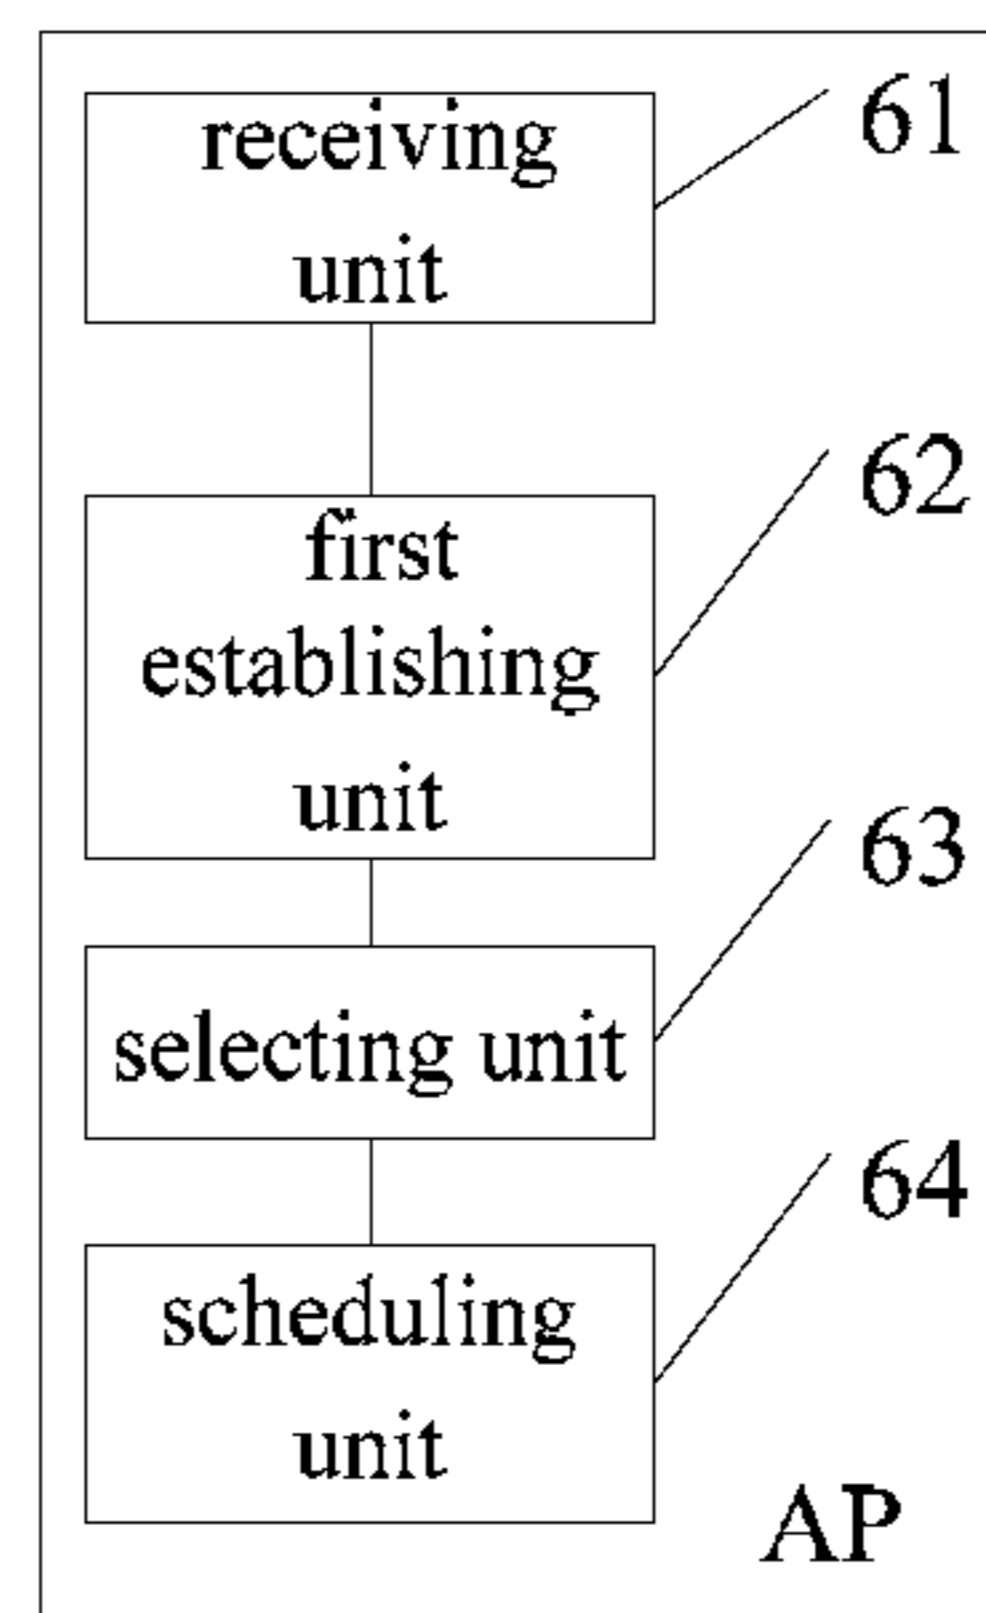 receiving
unit
61
first
establishing
unit
62
selecting unit
63
scheduling
unit
64
AP